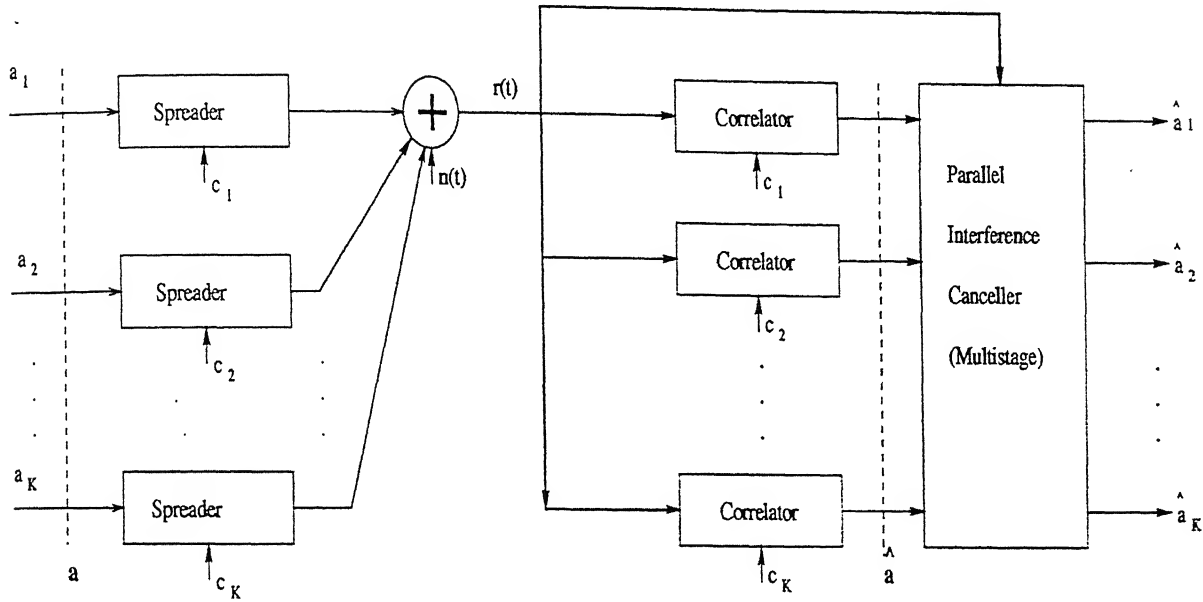 a 1
Spreader
c 1
+
n(t)
r(t)
Correlator
c 1
a 2
Spreader
c 2
Correlator
c 2
a K
Spreader
c K
Correlator
c K
a
^ a
Parallel
Interference
Canceller
(Multistage)
^ a 1
^ a 2
^ a K